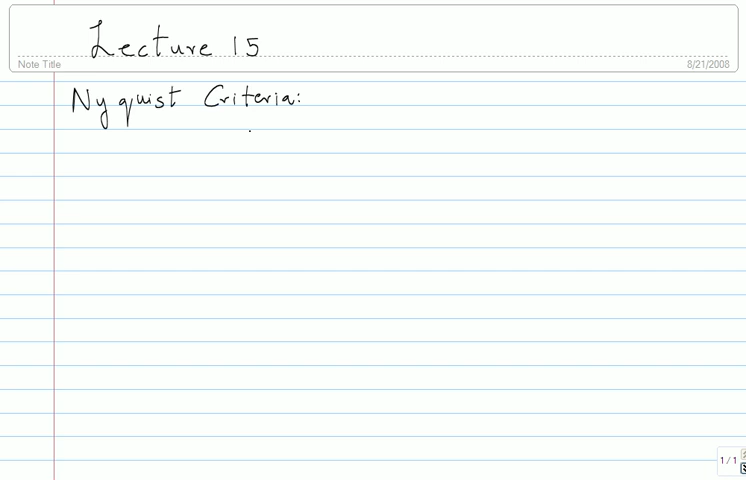 Lecture 15
Note Title
8/21/2008
Nyquist Criteria:
1 / 1